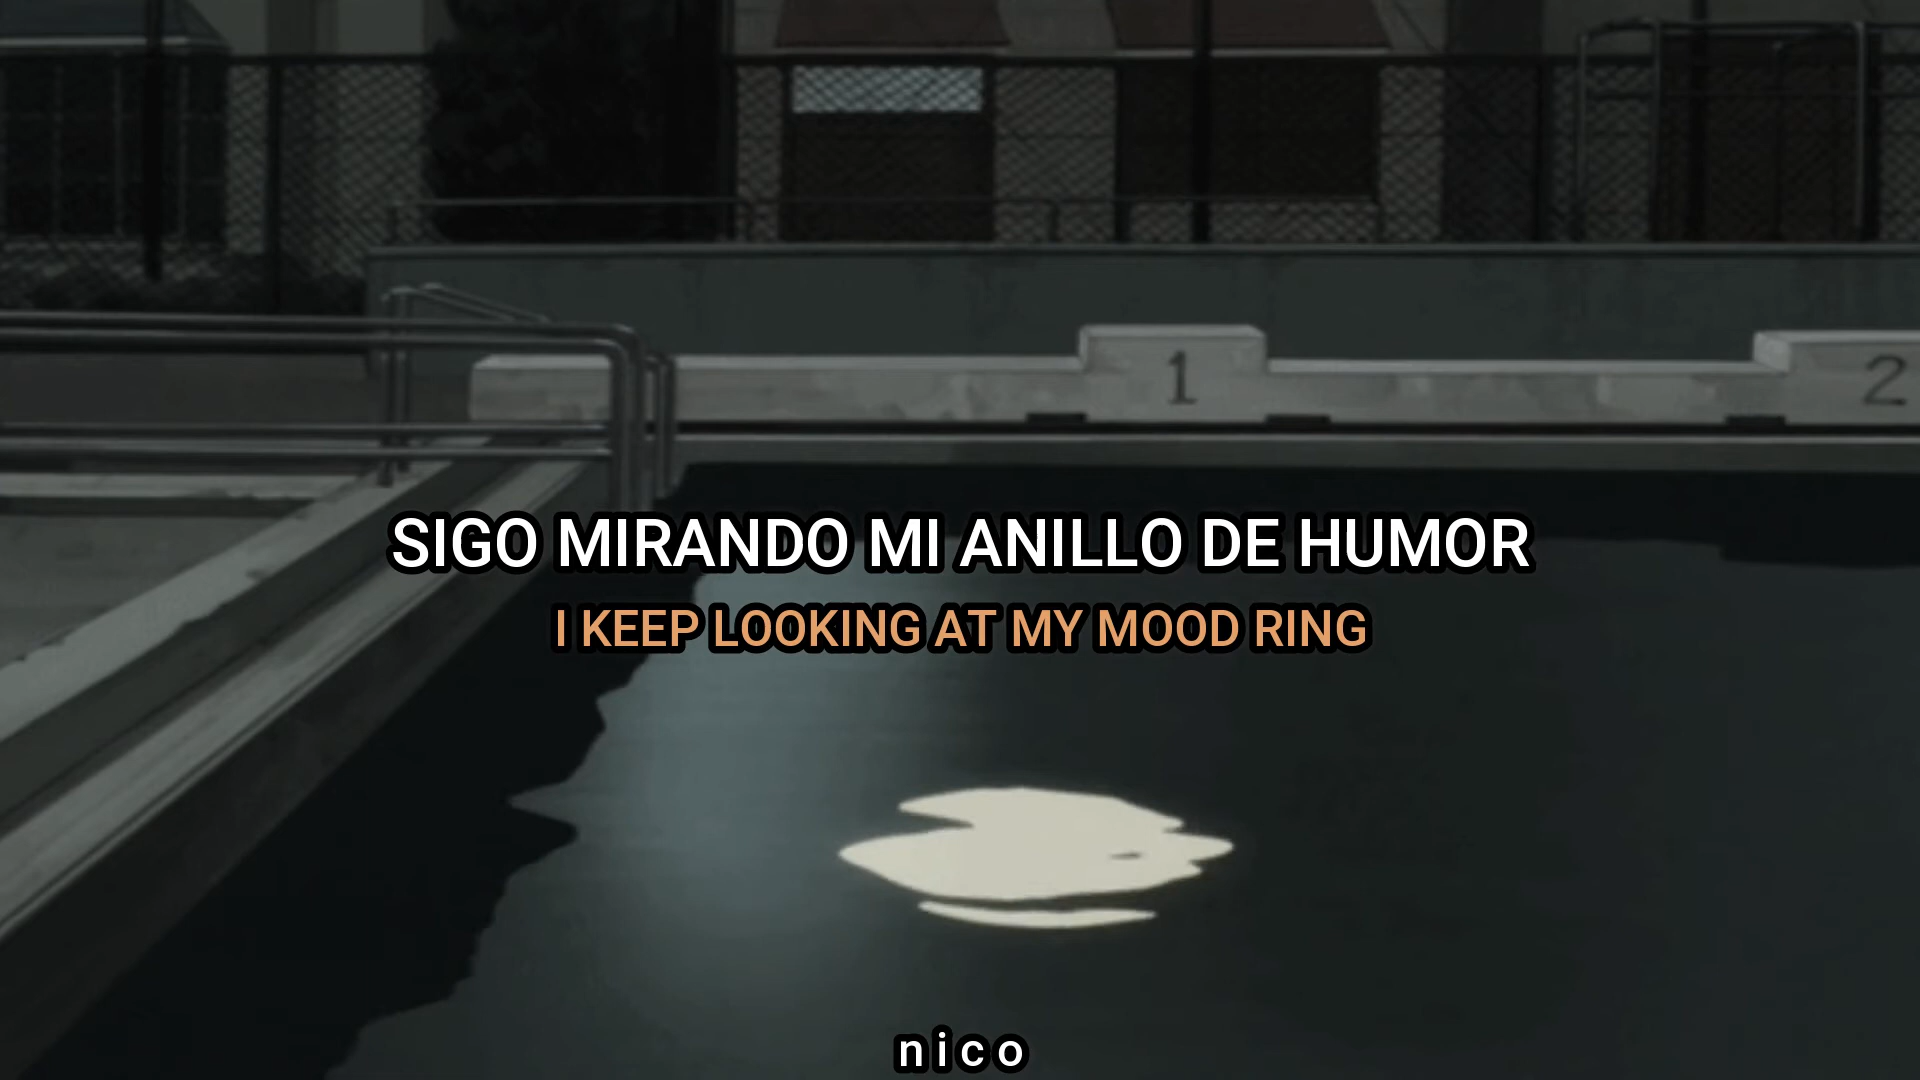 1
2
SIGO MIRANDO MI ANILLO DE HUMOR
I KEEP LOOKING AT MY MOOD RING
nico